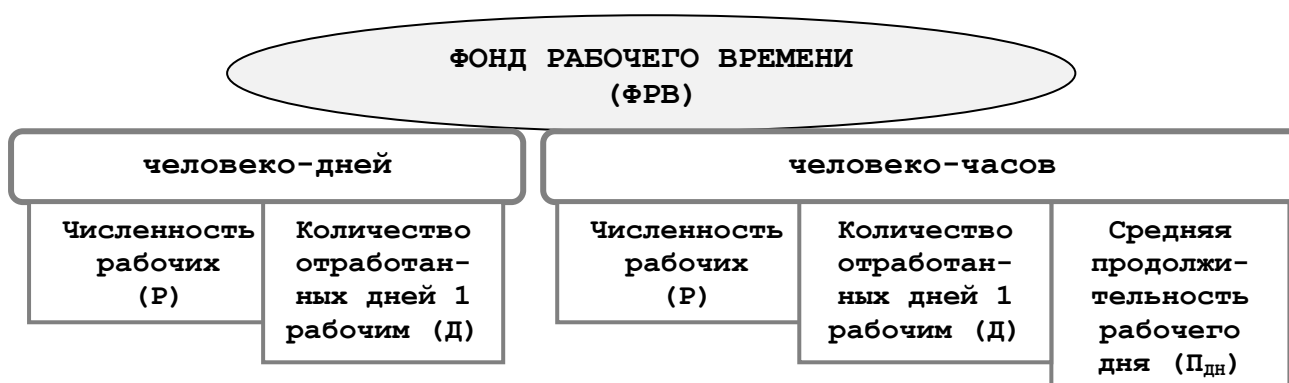 ФОНД РАБОЧЕГО ВРЕМЕНИ
(ФРВ)
человеко-дней
человеко-часов
Численность
рабочих
(Р)
Количество
отработан-
ных дней 1
рабочим (Д)
Численность
рабочих
(Р)
Количество
отработан-
ных дней 1
рабочим (Д)
Средняя
продолжи-
тельность
рабочего
дня (Пдн)